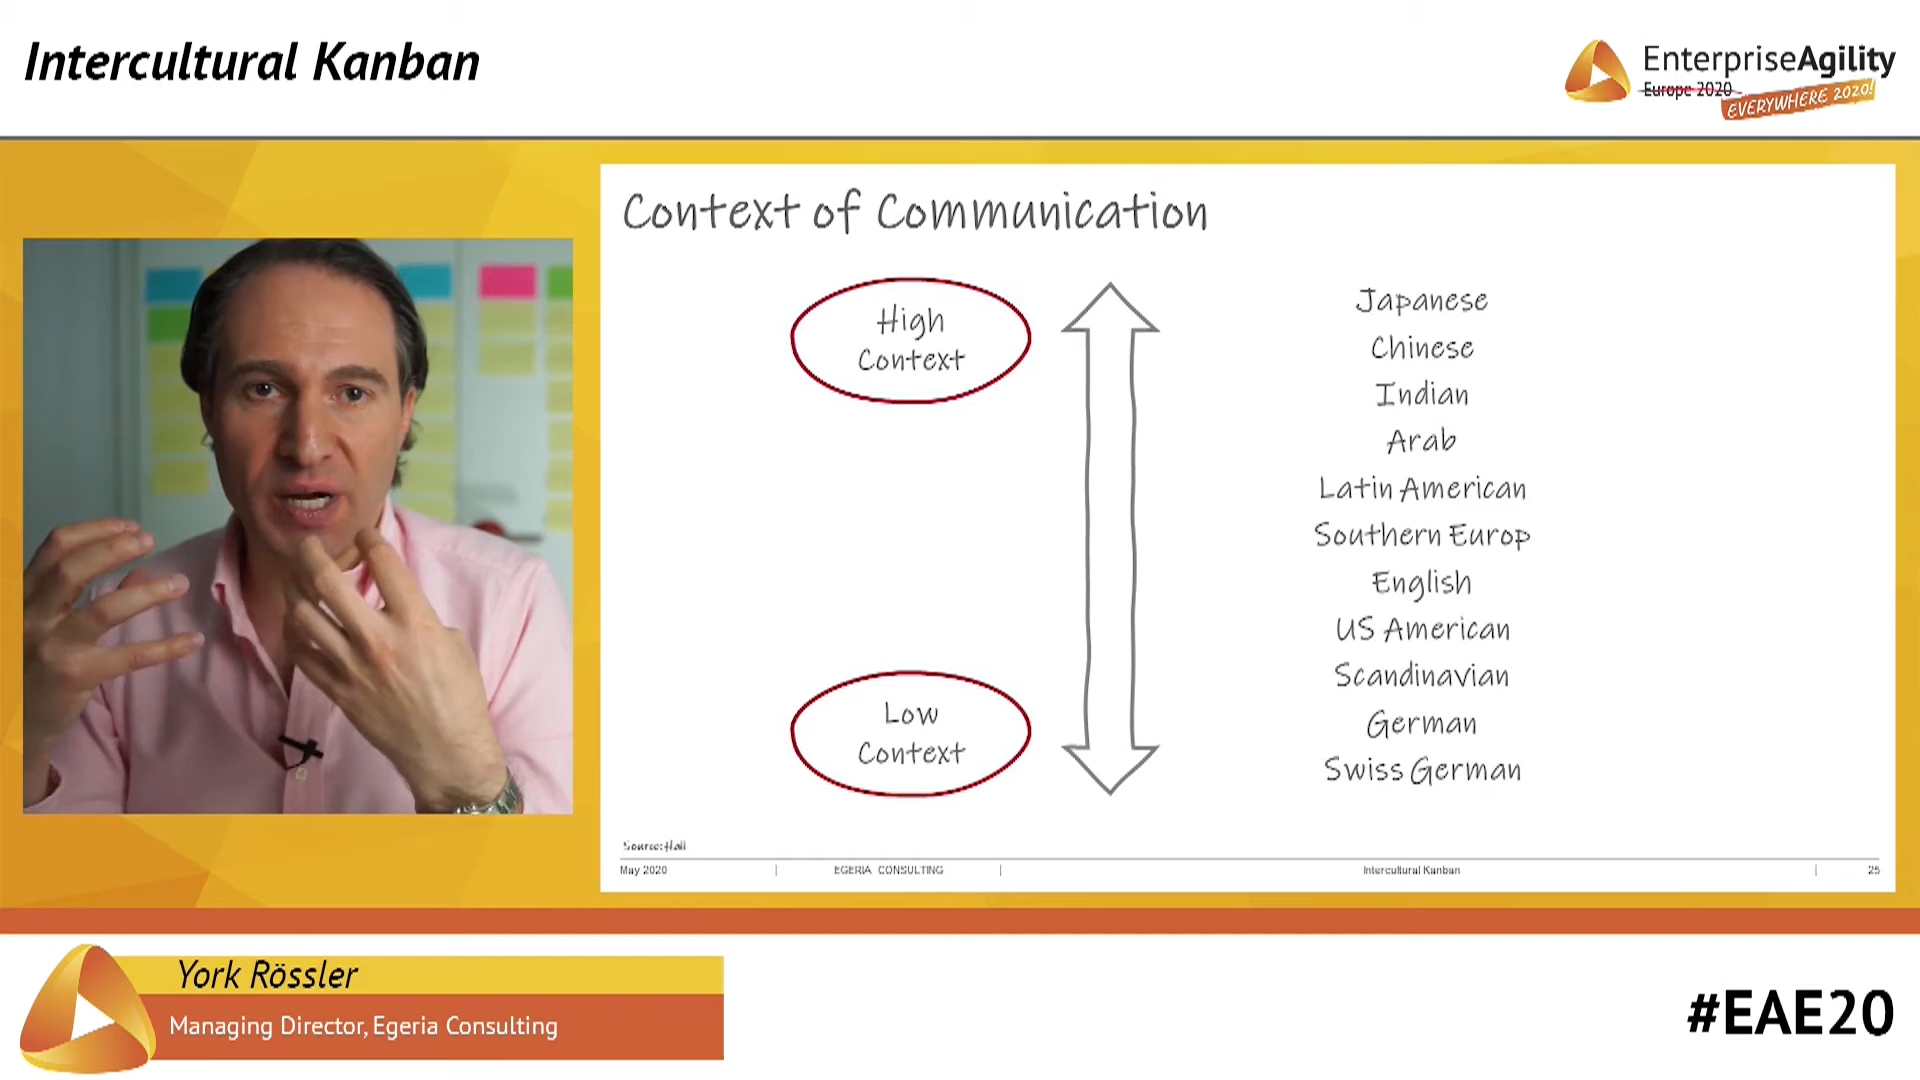 Intercultural Kanban
EnterpriseAgility
Europe 2020
EVERYWHERE 2020!
Context of Communication
High
Context
Low
Context
Japanese
Chinese
Indian
Arab
Latin American
Southern Europ
English
US American
Scandinavian
German
Swiss German
Source: Hall
May 2020 | EGERIA CONSULTING | Intercultural Kanban | 25
York Rössler
Managing Director, Egeria Consulting
#EAE20